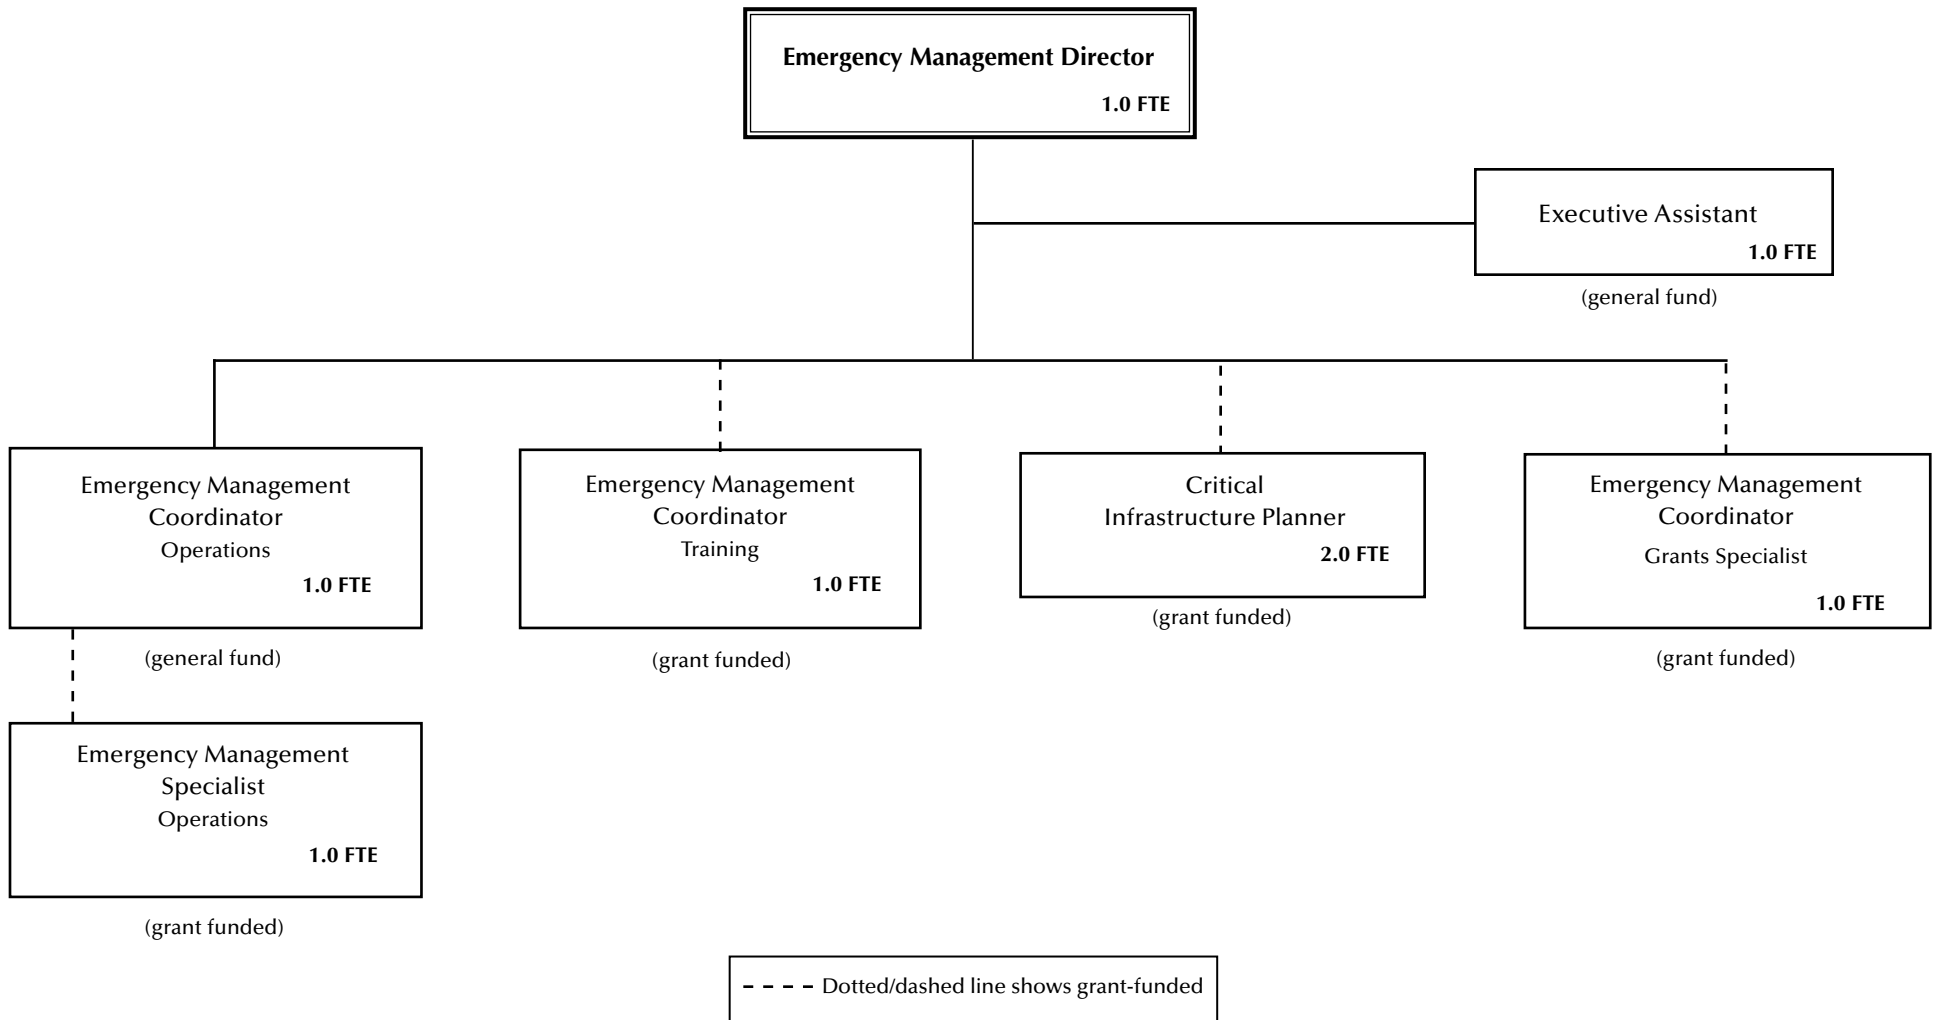 Emergency Management Director
1.0 FTE
Executive Assistant
1.0 FTE
(general fund)
Emergency Management
Coordinator
Operations
1.0 FTE
(general fund)
Emergency Management
Coordinator
Training
1.0 FTE
(grant funded)
Critical
Infrastructure Planner
2.0 FTE
(grant funded)
Emergency Management
Coordinator
Grants Specialist
1.0 FTE
(grant funded)
Emergency Management
Specialist
Operations
1.0 FTE
(grant funded)
Dotted/dashed line shows grant-funded